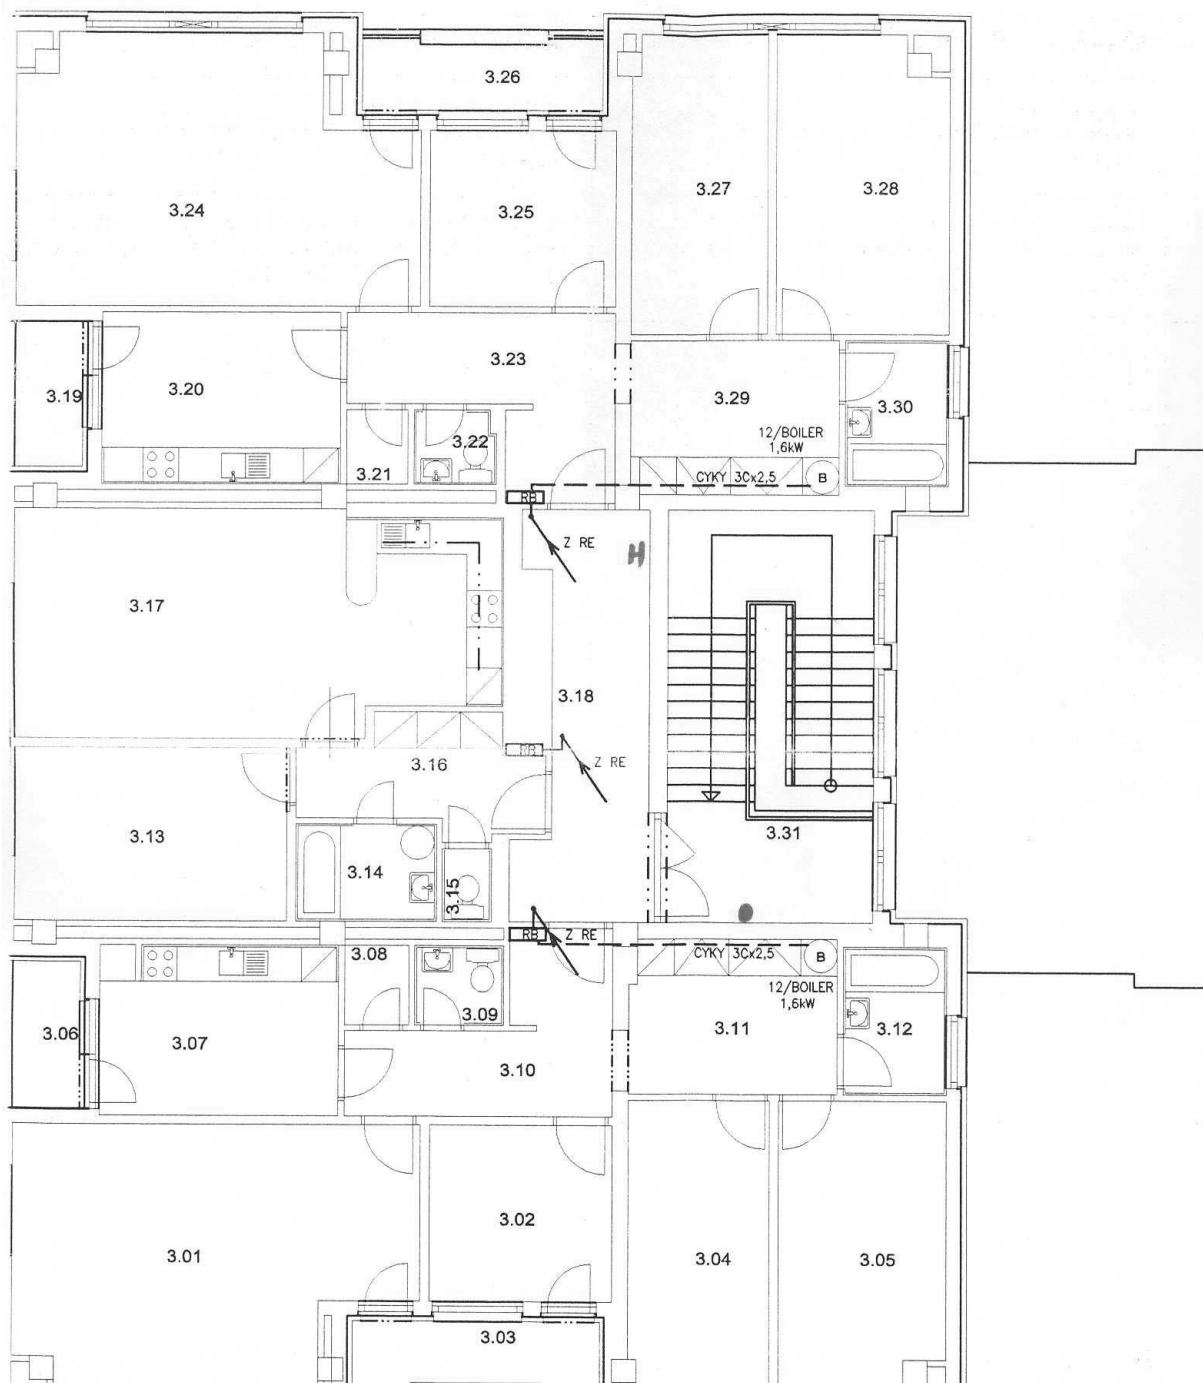 3.26
3.24
3.25
3.27
3.28
3.23
3.19
3.20
3.29
3.30
3.22
3.21
12/BOILER
1,6kW
CYKY 3Cx2,5
B
RB
Z RE
H
3.17
3.18
RB
Z RE
3.16
3.13
3.14
3.15
3.31
RB
Z RE
CYKY 3Cx2,5
B
12/BOILER
1,6kW
3.08
3.09
3.06
3.07
3.10
3.11
3.12
3.01
3.02
3.04
3.05
3.03